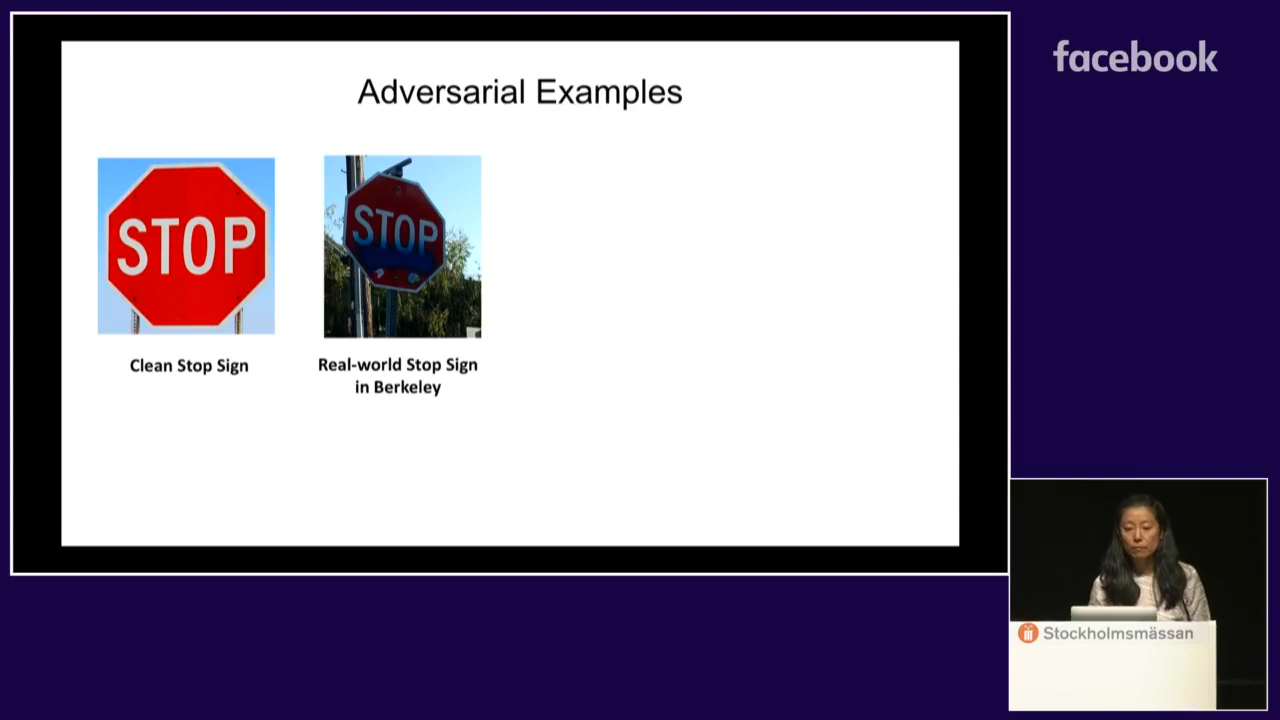 facebook
Adversarial Examples
STOP
STOP
Clean Stop Sign
Real-world Stop Sign
in Berkeley
Stockholmsmässan